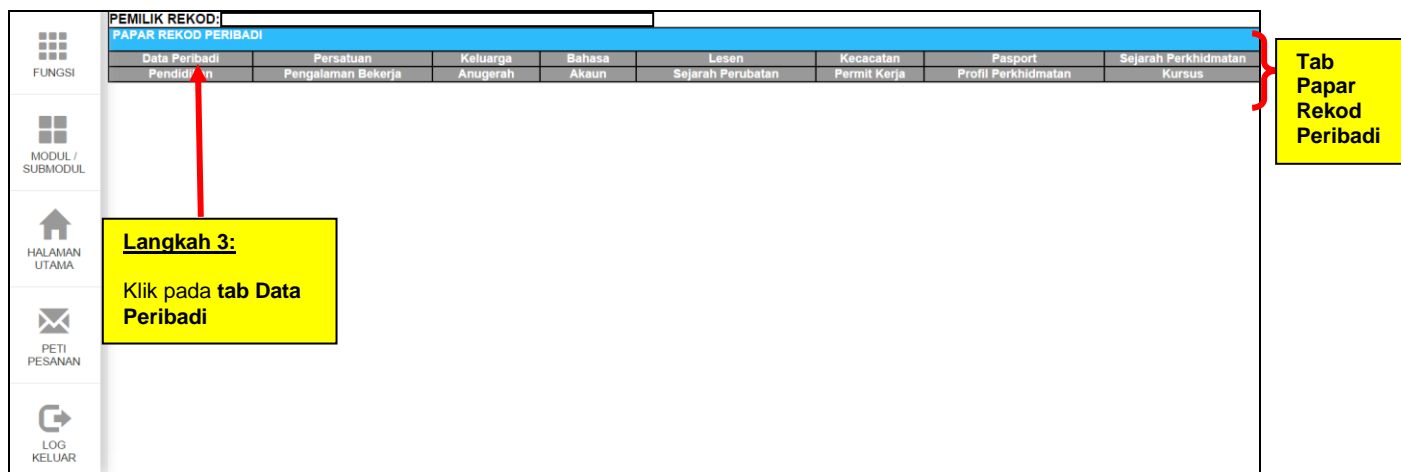 PEMILIK REKOD:
PAPAR REKOD PERIBADI
Data Peribadi Persatuan Keluarga Bahasa Lesen Kecacatan Pasport Sejarah Perkhidmatan
Pengalaman Bekerja Anugerah Akaun Sejarah Perubatan Permit Kerja Profil Perkhidmatan Kursus
FUNGSI
MODUL /
SUBMODUL
HALAMAN
UTAMA
PETI
PESANAN
LOG
KELUAR
Tab
Papar
Rekod
Peribadi
Langkah 3:
Klik pada tab Data
Peribadi